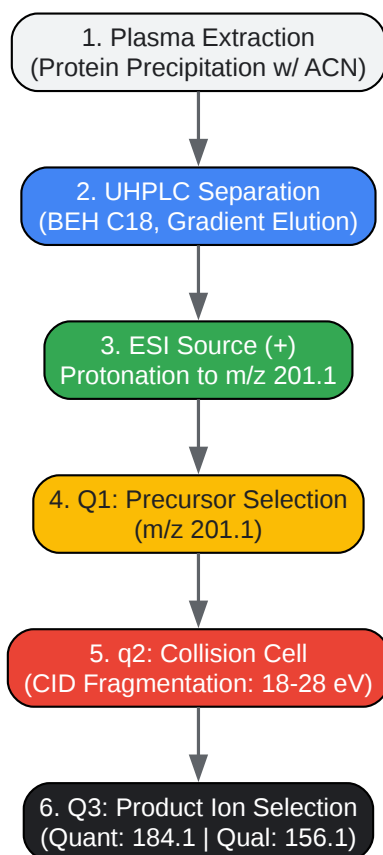 1. Plasma Extraction
(Protein Precipitation w/ ACN)
2. UHPLC Separation
(BEH C18, Gradient Elution)
3. ESI Source (+)
Protonation to m/z 201.1
4. Q1: Precursor Selection
(m/z 201.1)
5. q2: Collision Cell
(CID Fragmentation: 18-28 eV)
6. Q3: Product Ion Selection
(Quant: 184.1 | Qual: 156.1)